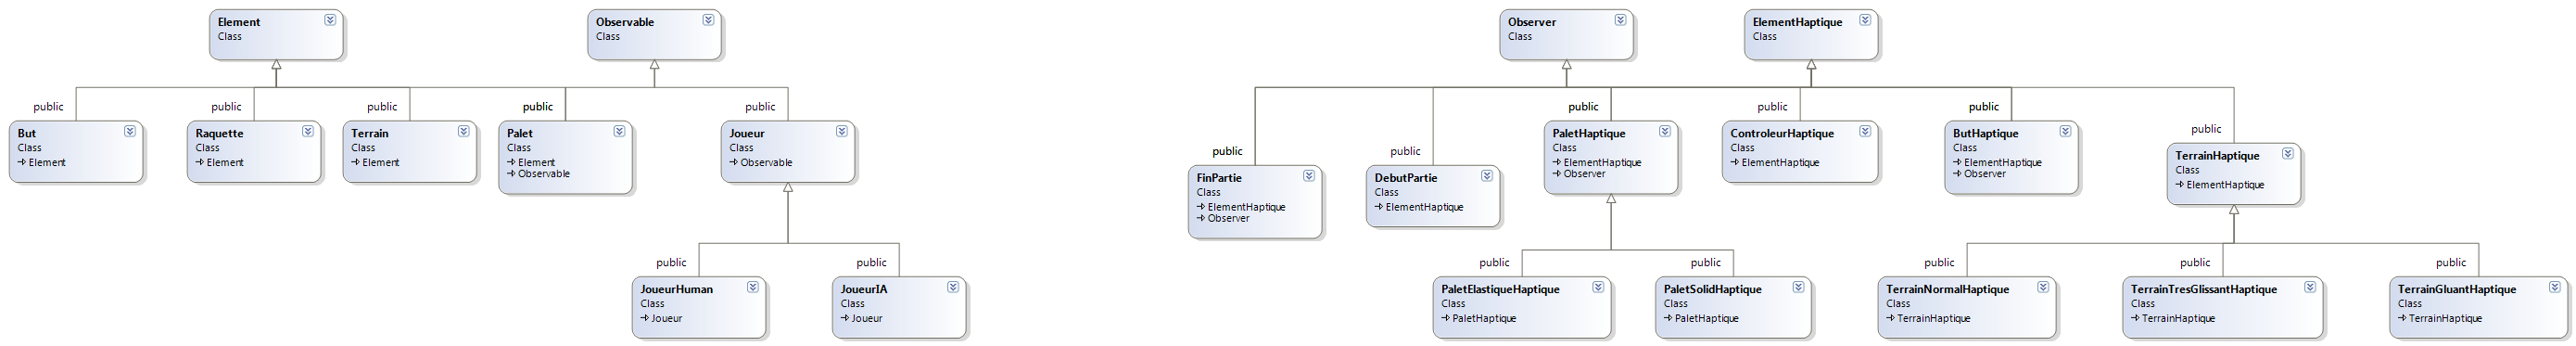 Element
Class
Observable
Class
Observer
Class
ElementHaptique
Class
public
public
public
public
public
public
public
public
public
public
public
public
But
Class
Element
Raquette
Class
Element
Terrain
Class
Element
Palet
Class
Element
Observable
Joueur
Class
Observable
FinPartie
Class
ElementHaptique
Observer
DebutPartie
Class
ElementHaptique
PaletHaptique
Class
ElementHaptique
Observer
ControleurHaptique
Class
ElementHaptique
ButHaptique
Class
ElementHaptique
Observer
TerrainHaptique
Class
ElementHaptique
public
public
public
public
public
public
public
JoueurHuman
Class
Joueur
JoueurIA
Class
Joueur
PaletElastiqueHaptique
Class
PaletHaptique
PaletSolidHaptique
Class
PaletHaptique
TerrainNormalHaptique
Class
TerrainHaptique
TerrainTresGlissantHaptique
Class
TerrainHaptique
TerrainGluantHaptique
Class
TerrainHaptique